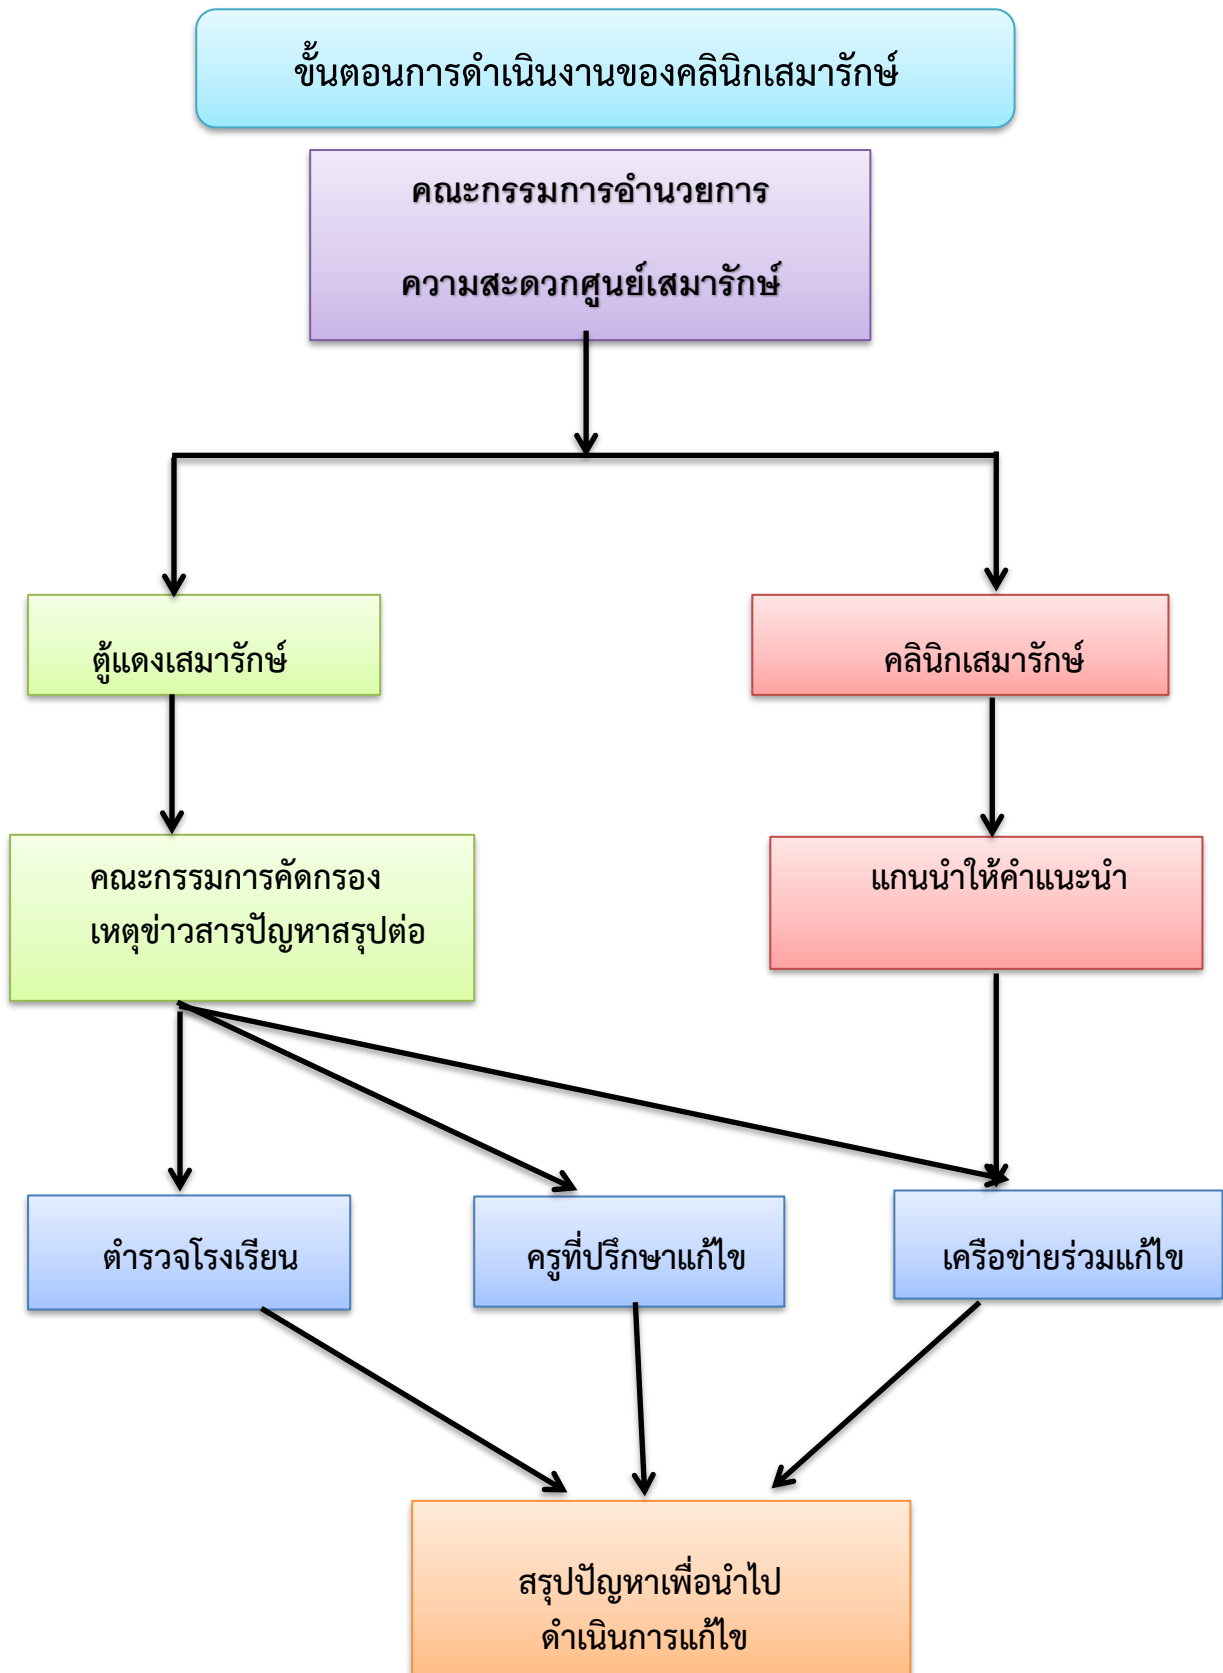 ขั้นตอนการดำเนินงานของคลินิกเสมารักษ์
คณะกรรมการอำนวยการ
ความสะดวกศูนย์เสมารักษ์
ตู้แดงเสมารักษ์
คลินิกเสมารักษ์
คณะกรรมการคัดกรอง
เหตุข่าวสารปัญหาสรุปต่อ
แกนนำให้คำแนะนำ
ตำรวจโรงเรียน
ครูที่ปรึกษาแก้ไข
เครือข่ายร่วมแก้ไข
สรุปปัญหาเพื่อนำไป
ดำเนินการแก้ไข